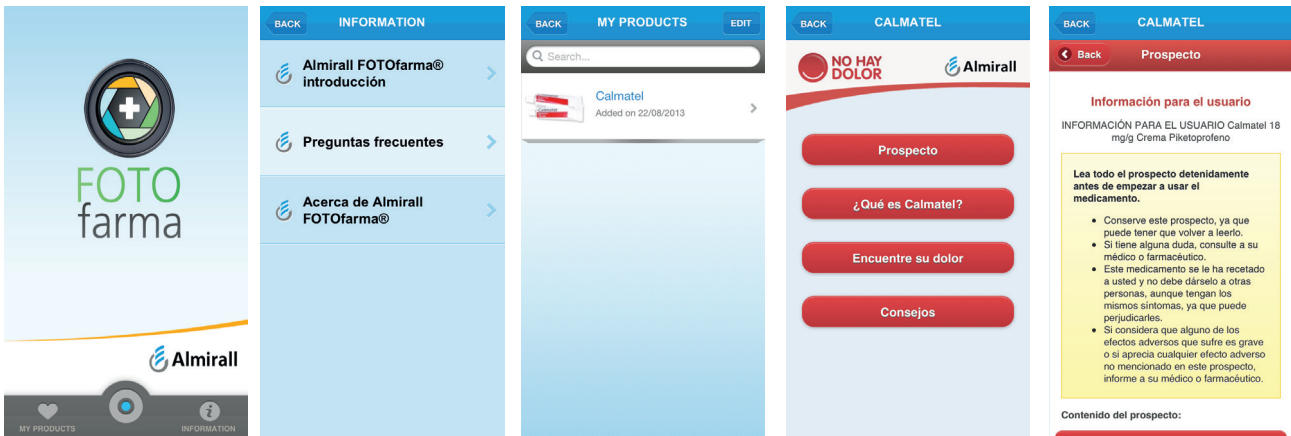 FOTO
farma
Almirall
MY PRODUCTS
INFORMATION
BACK
INFORMATION
Almirall FOTOfarma®
introducción
Preguntas frecuentes
Acerca de Almirall
FOTOfarma®
BACK
MY PRODUCTS
EDIT
Search...
Calmatel
Added on 22/08/2013
BACK
CALMATEL
NO HAY
DOLOR
Almirall
Prospecto
¿Qué es Calmatel?
Encuentre su dolor
Consejos
BACK
CALMATEL
Back
Prospecto
Información para el usuario
INFORMACIÓN PARA EL USUARIO Calmatel 18
mg/g Crema Piketoprofeno
Lea todo el prospecto detenidamente
antes de empezar a usar el
medicamento.
• Conserve este prospecto, ya que
puede tener que volver a leerlo.
• Si tiene alguna duda, consulte a su
médico o farmacéutico.
• Este medicamento se le ha recetado
a usted y no debe dárselo a otras
personas, aunque tengan los
mismos síntomas, ya que puede
perjudicarles.
• Si considera que alguno de los
efectos adversos que sufre es grave
o si aprecia cualquier efecto adverso
no mencionado en este prospecto,
informe a su médico o farmacéutico.
Contenido del prospecto: